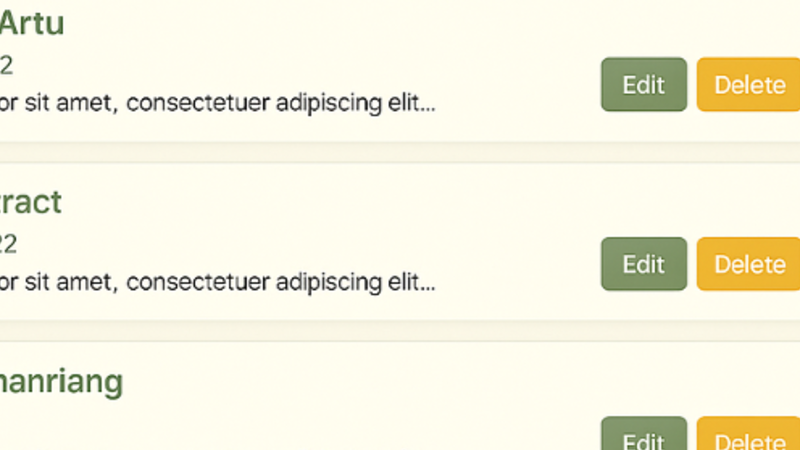 Artu
2
or sit amet, consectetuer adipiscing elit...
Edit Delete
ract
22
or sit amet, consectetuer adipiscing elit...
Edit Delete
nanriang
Edit Delete